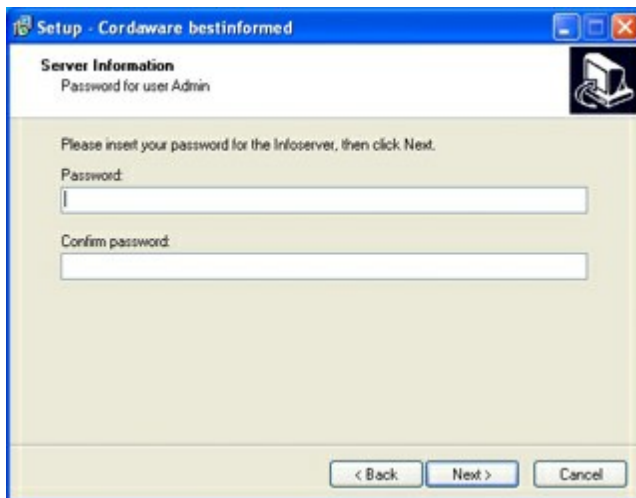 Setup - Cordaware bestinformed
Server Information
Password for user Admin
Please insert your password for the Infoserver, then click Next.
Password:
Confirm password:
< Back
Next >
Cancel